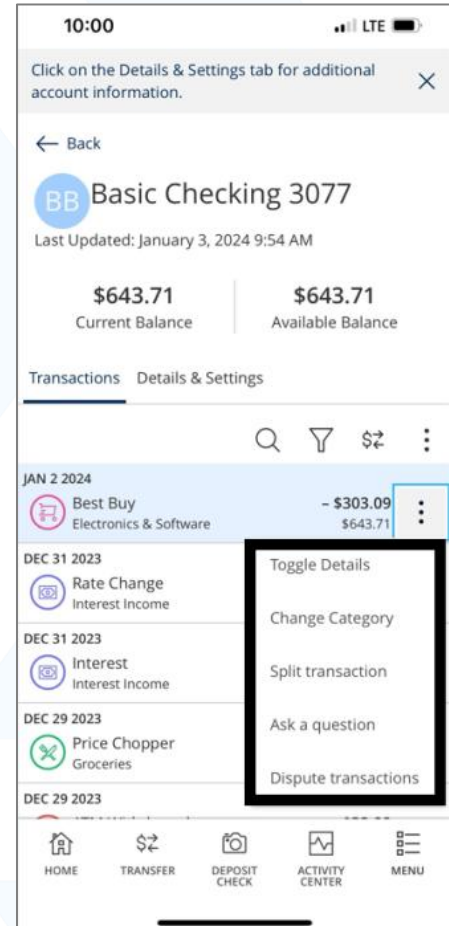 10:00
LTE
Click on the Details & Settings tab for additional
account information.
Back
BB
Basic Checking 3077
Last Updated: January 3, 2024 9:54 AM
$643.71 $643.71
Current Balance Available Balance
Transactions Details & Settings
JAN 2 2024
Best Buy – $303.09
Electronics & Software $643.71
DEC 31 2023
Toggle Details
Rate Change
Interest Income
Change Category
DEC 31 2023
Interest
Split transaction
Interest Income
DEC 29 2023
Ask a question
Price Chopper
Groceries
Dispute transactions
DEC 29 2023
HOME TRANSFER DEPOSIT CHECK ACTIVITY CENTER MENU